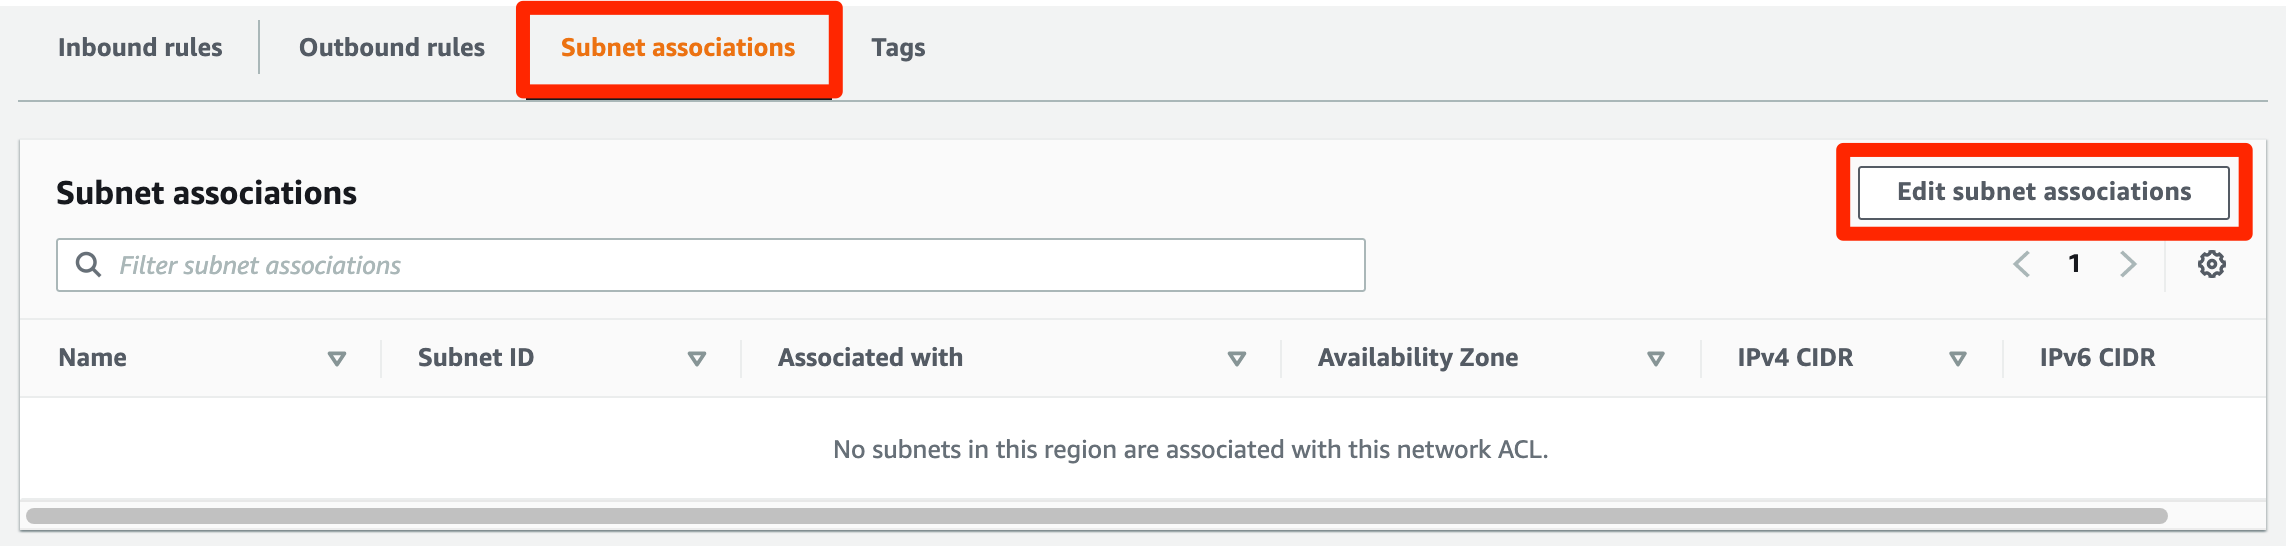 Inbound rules Outbound rules Subnet associations Tags
Subnet associations Edit subnet associations
Filter subnet associations 1
Name Subnet ID Associated with Availability Zone IPv4 CIDR IPv6 CIDR
No subnets in this region are associated with this network ACL.